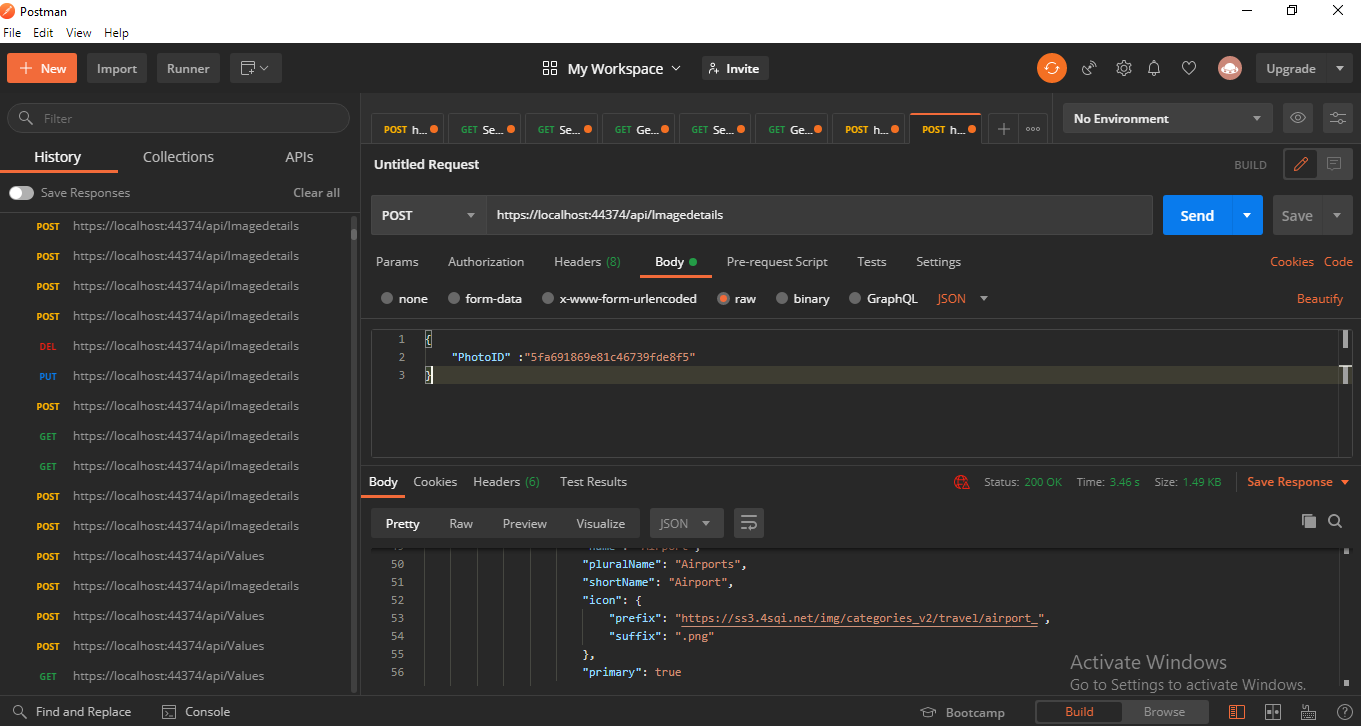 Postman
File Edit View Help
New Import Runner My Workspace Invite Upgrade
Filter
POST h... GET Se... GET Se... GET Ge... GET Se... GET Ge... POST h... POST h... No Environment
History Collections APIs
Untitled Request BUILD
Save Responses Clear all
POST https://localhost:44374/api/Imagedetails Send Save
POST https://localhost:44374/api/Imagedetails
POST https://localhost:44374/api/Imagedetails
POST https://localhost:44374/api/Imagedetails
POST https://localhost:44374/api/Imagedetails
DEL https://localhost:44374/api/Imagedetails
PUT https://localhost:44374/api/Imagedetails
POST https://localhost:44374/api/Imagedetails
GET https://localhost:44374/api/Imagedetails
GET https://localhost:44374/api/Imagedetails
POST https://localhost:44374/api/Imagedetails
POST https://localhost:44374/api/Imagedetails
POST https://localhost:44374/api/Values
POST https://localhost:44374/api/Imagedetails
POST https://localhost:44374/api/Values
POST https://localhost:44374/api/Values
GET https://localhost:44374/api/Values
Params Authorization Headers (8) Body Pre-request Script Tests Settings Cookies Code
none form-data x-www-form-urlencoded raw binary GraphQL JSON Beautify
1 {
2 "PhotoID" :"5fa691869e81c46739fde8f5"
3 }
Body Cookies Headers (6) Test Results Status: 200 OK Time: 3.46 s Size: 1.49 KB Save Response
Pretty Raw Preview Visualize JSON
50 "pluralName": "Airports",
51 "shortName": "Airport",
52 "icon": {
53 "prefix": "https://ss3.4sqi.net/img/categories_v2/travel/airport_",
54 "suffix": ".png"
55 },
56 "primary": true
Activate Windows
Go to Settings to activate Windows.
Find and Replace Console Bootcamp Build Browse